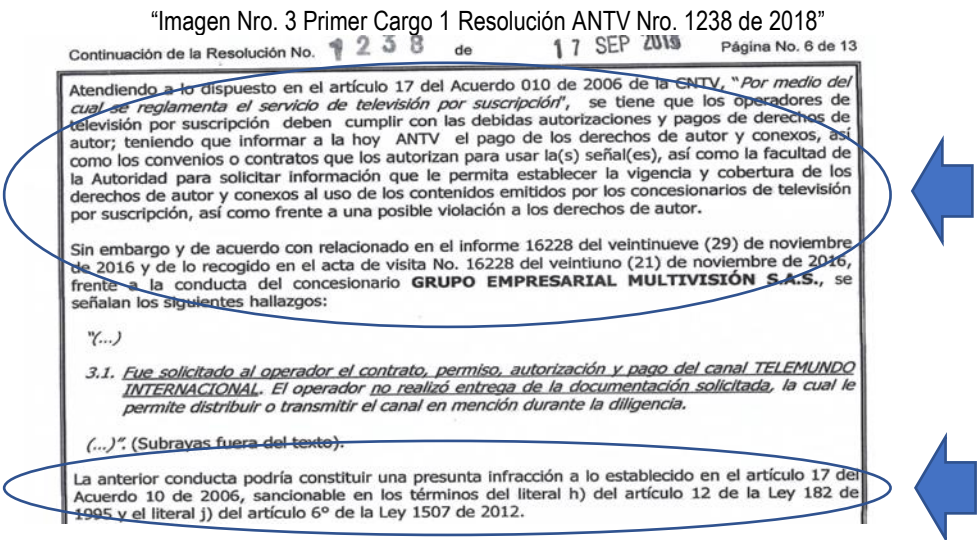 “Imagen Nro. 3 Primer Cargo 1 Resolución ANTV Nro. 1238 de 2018”
Continuación de la Resolución No. 1238 de 17 SEP 2018 Página No. 6 de 13
Atendiendo a lo dispuesto en el artículo 17 del Acuerdo 010 de 2006 de la CNTV, "Por medio del
cual se reglamenta el servicio de televisión por suscripción", se tiene que los operadores de
televisión por suscripción deben cumplir con las debidas autorizaciones y pagos de derechos de
autor; teniendo que informar a la hoy ANTV el pago de los derechos de autor y conexos, así
como los convenios o contratos que los autorizan para usar la(s) señal(es), así como la facultad de
la Autoridad para solicitar información que le permita establecer la vigencia y cobertura de los
derechos de autor y conexos al uso de los contenidos emitidos por los concesionarios de televisión
por suscripción, así como frente a una posible violación a los derechos de autor.
Sin embargo y de acuerdo con relacionado en el informe 16228 del veintinueve (29) de noviembre
de 2016 y de lo recogido en el acta de visita No. 16228 del veintiuno (21) de noviembre de 2016,
frente a la conducta del concesionario GRUPO EMPRESARIAL MULTIVISIÓN S.A.S., se
señalan los siguientes hallazgos:
"(...)
3.1. Fue solicitado al operador el contrato, permiso, autorización y pago del canal TELEMUNDO
INTERNACIONAL. El operador no realizó entrega de la documentación solicitada, la cual le
permite distribuir o transmitir el canal en mención durante la diligencia.
(...)". (Subrayas fuera del texto).
La anterior conducta podría constituir una presunta infracción a lo establecido en el artículo 17 del
Acuerdo 10 de 2006, sancionable en los términos del literal h) del artículo 12 de la Ley 182 de
1995 y el literal j) del artículo 6º de la Ley 1507 de 2012.